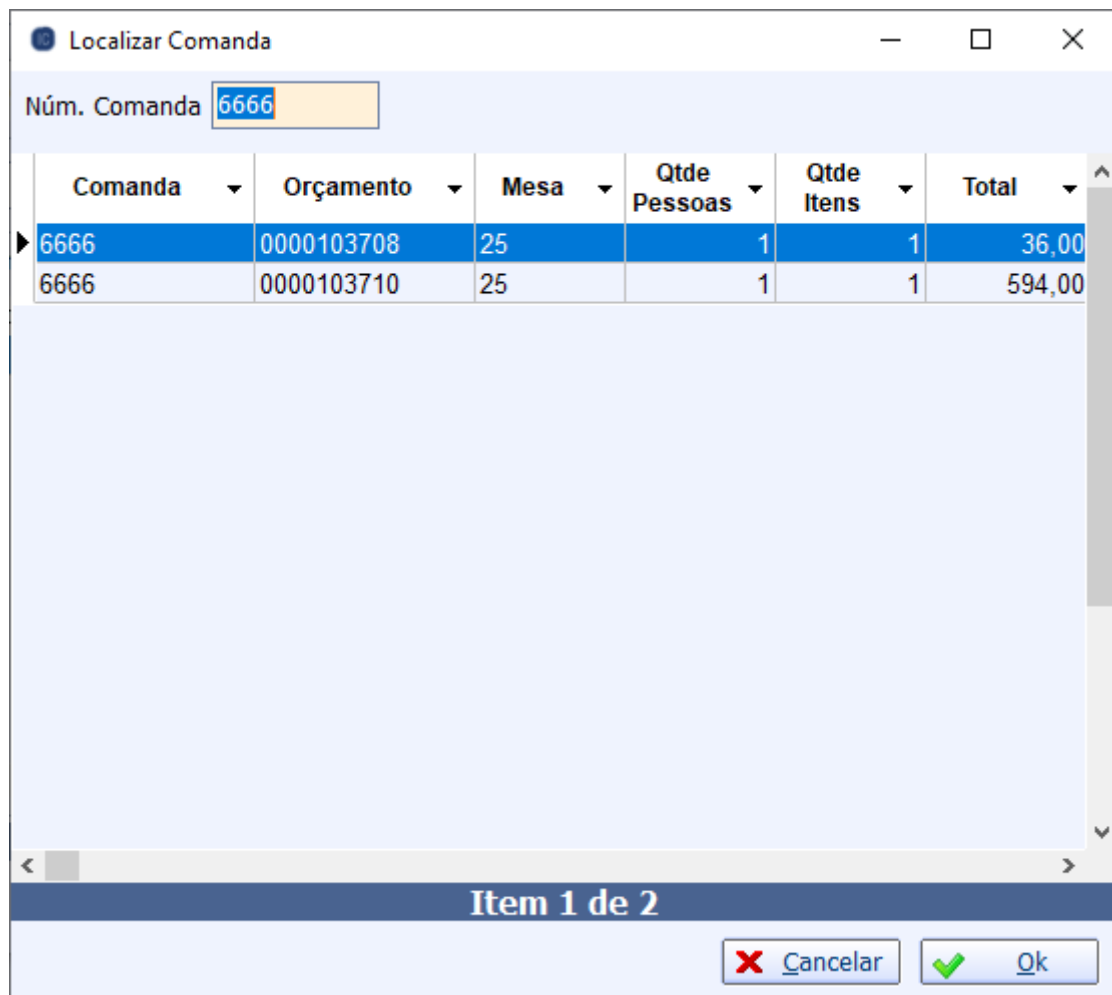 Localizar Comanda
Núm. Comanda 6666
Comanda Orçamento Mesa Qtde Pessoas Qtde Itens Total
6666 0000103708 25 1 1 36,00
6666 0000103710 25 1 1 594,00
Item 1 de 2
Cancelar Ok